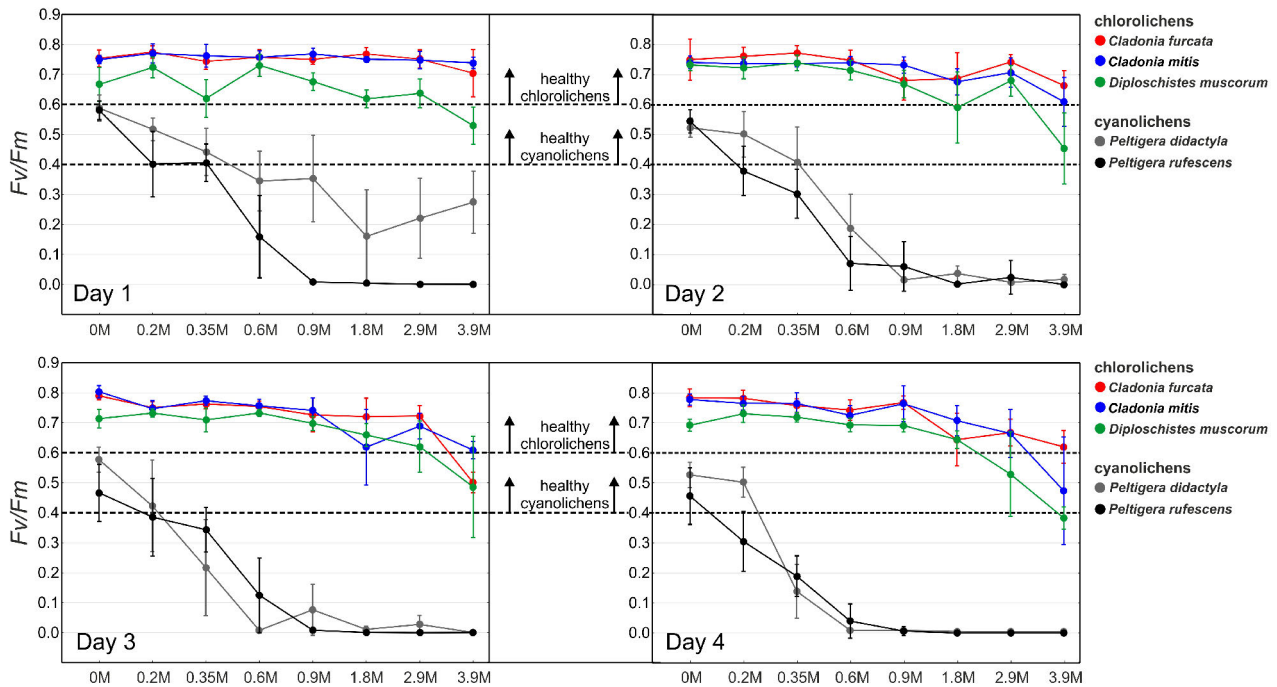 0.9
0.8
0.7
0.6
0.5
0.4
0.3
0.2
0.1
0.0
Fv/Fm
Day 1
0M 0.2M 0.35M 0.6M 0.9M 1.8M 2.9M 3.9M
healthy
chlorolichens
healthy
cyanolichens
0.9
0.8
0.7
0.6
0.5
0.4
0.3
0.2
0.1
0.0
Day 2
0M 0.2M 0.35M 0.6M 0.9M 1.8M 2.9M 3.9M
chlorolichens
Cladonia furcata
Cladonia mitis
Diploschistes muscorum
cyanolichens
Peltigera didactyla
Peltigera rufescens
0.9
0.8
0.7
0.6
0.5
0.4
0.3
0.2
0.1
0.0
Fv/Fm
Day 3
0M 0.2M 0.35M 0.6M 0.9M 1.8M 2.9M 3.9M
healthy
chlorolichens
healthy
cyanolichens
0.9
0.8
0.7
0.6
0.5
0.4
0.3
0.2
0.1
0.0
Day 4
0M 0.2M 0.35M 0.6M 0.9M 1.8M 2.9M 3.9M
chlorolichens
Cladonia furcata
Cladonia mitis
Diploschistes muscorum
cyanolichens
Peltigera didactyla
Peltigera rufescens